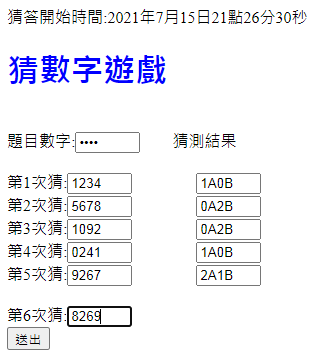 猜答開始時間:2021年7月15日21點26分30秒
猜數字遊戲
題目數字:•••• 猜測結果
第1次猜:1234 1A0B
第2次猜:5678 0A2B
第3次猜:1092 0A2B
第4次猜:0241 1A0B
第5次猜:9267 2A1B
第6次猜:8269
送出